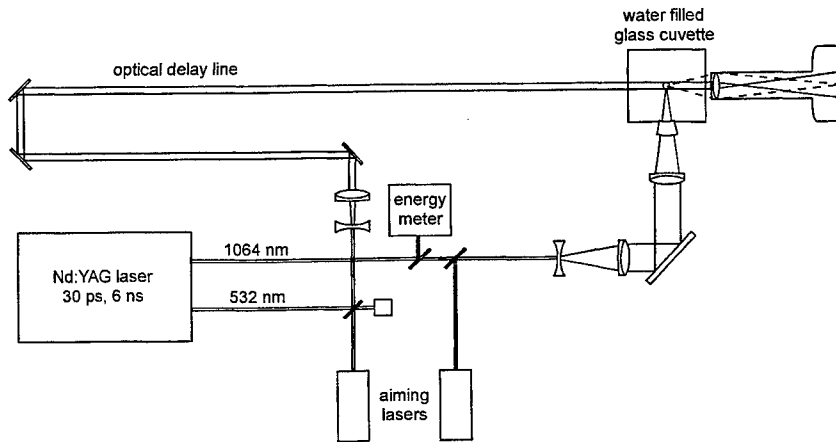 water filled
glass cuvette
optical delay line
energy
meter
1064 nm
Nd:YAG laser
30 ps, 6 ns
532 nm
aiming
lasers